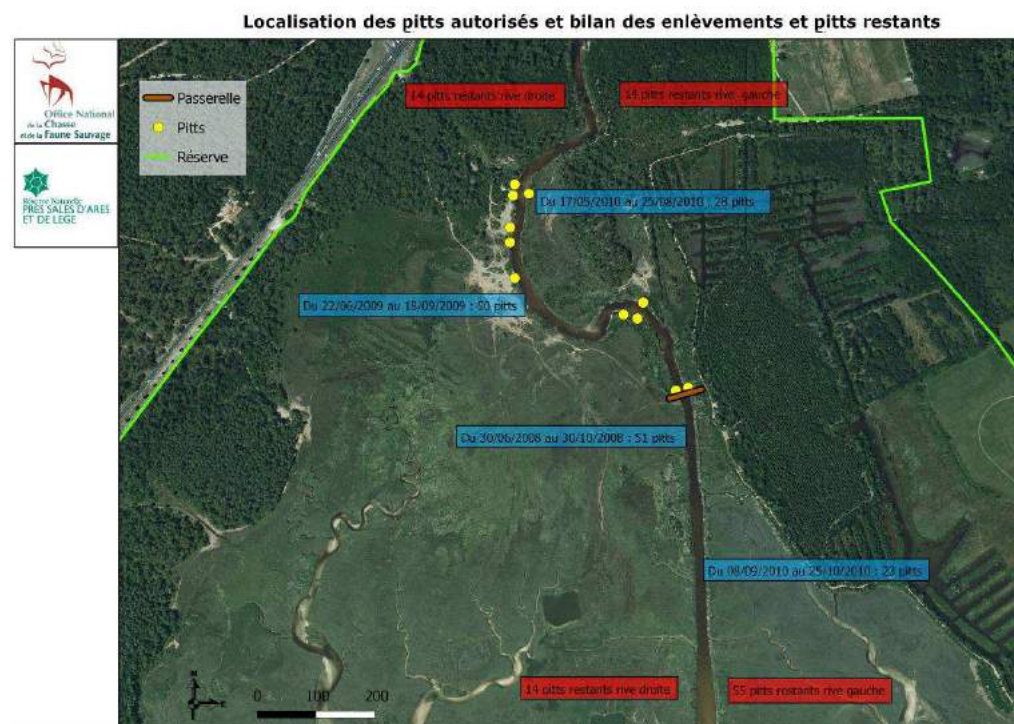 Localisation des pitts autorisés et bilan des enlèvements et pitts restants
Office National
de la Chasse
et de la Faune Sauvage
Réserve Naturelle
PRES SALES D'ARES
ET DE LEGE
Passerelle
Pitts
Réserve
14 pitts restants rive droite
14 pitts restants rive gauche
Du 17/05/2010 au 25/08/2010 : 28 pitts
Du 22/06/2009 au 18/09/2009 : 50 pitts
Du 30/06/2008 au 30/10/2008 : 51 pitts
Du 08/09/2010 au 25/10/2010 : 23 pitts
14 pitts restants rive droite
55 pitts restants rive gauche
N
0 100 200